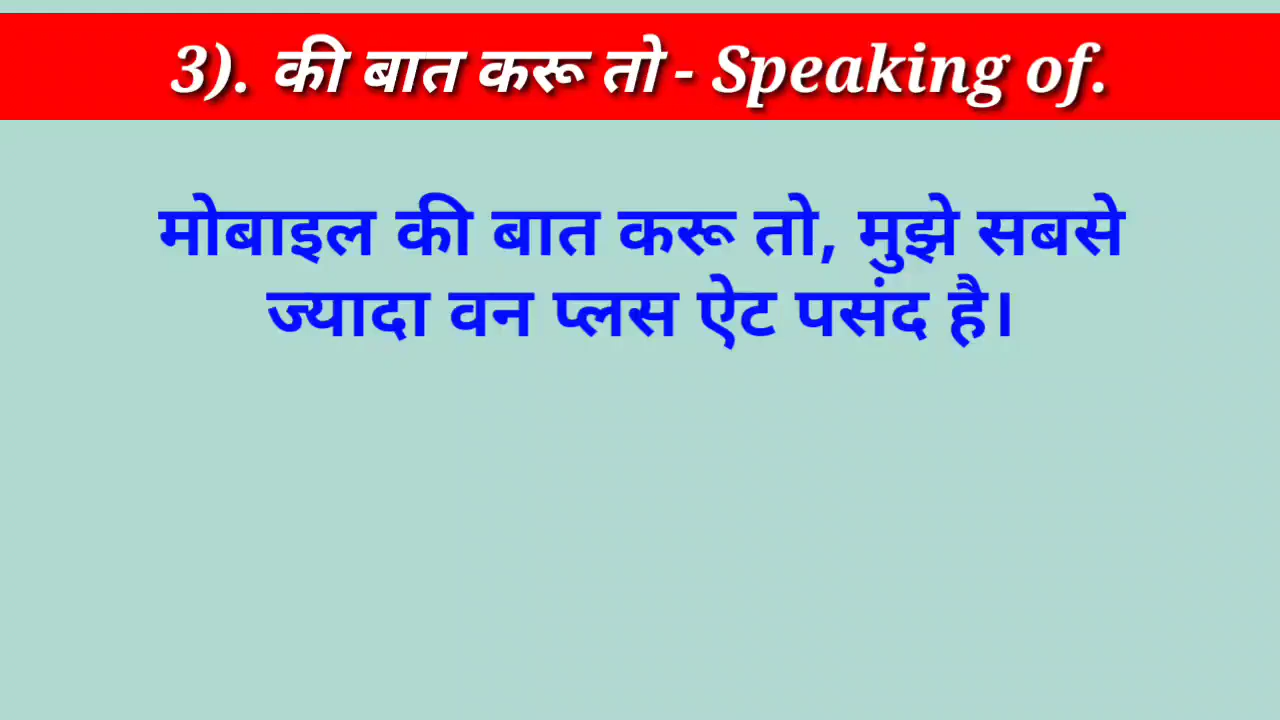 3). की बात करू तो - Speaking of.
मोबाइल की बात करू तो, मुझे सबसे
ज्यादा वन प्लस ऐट पसंद है।